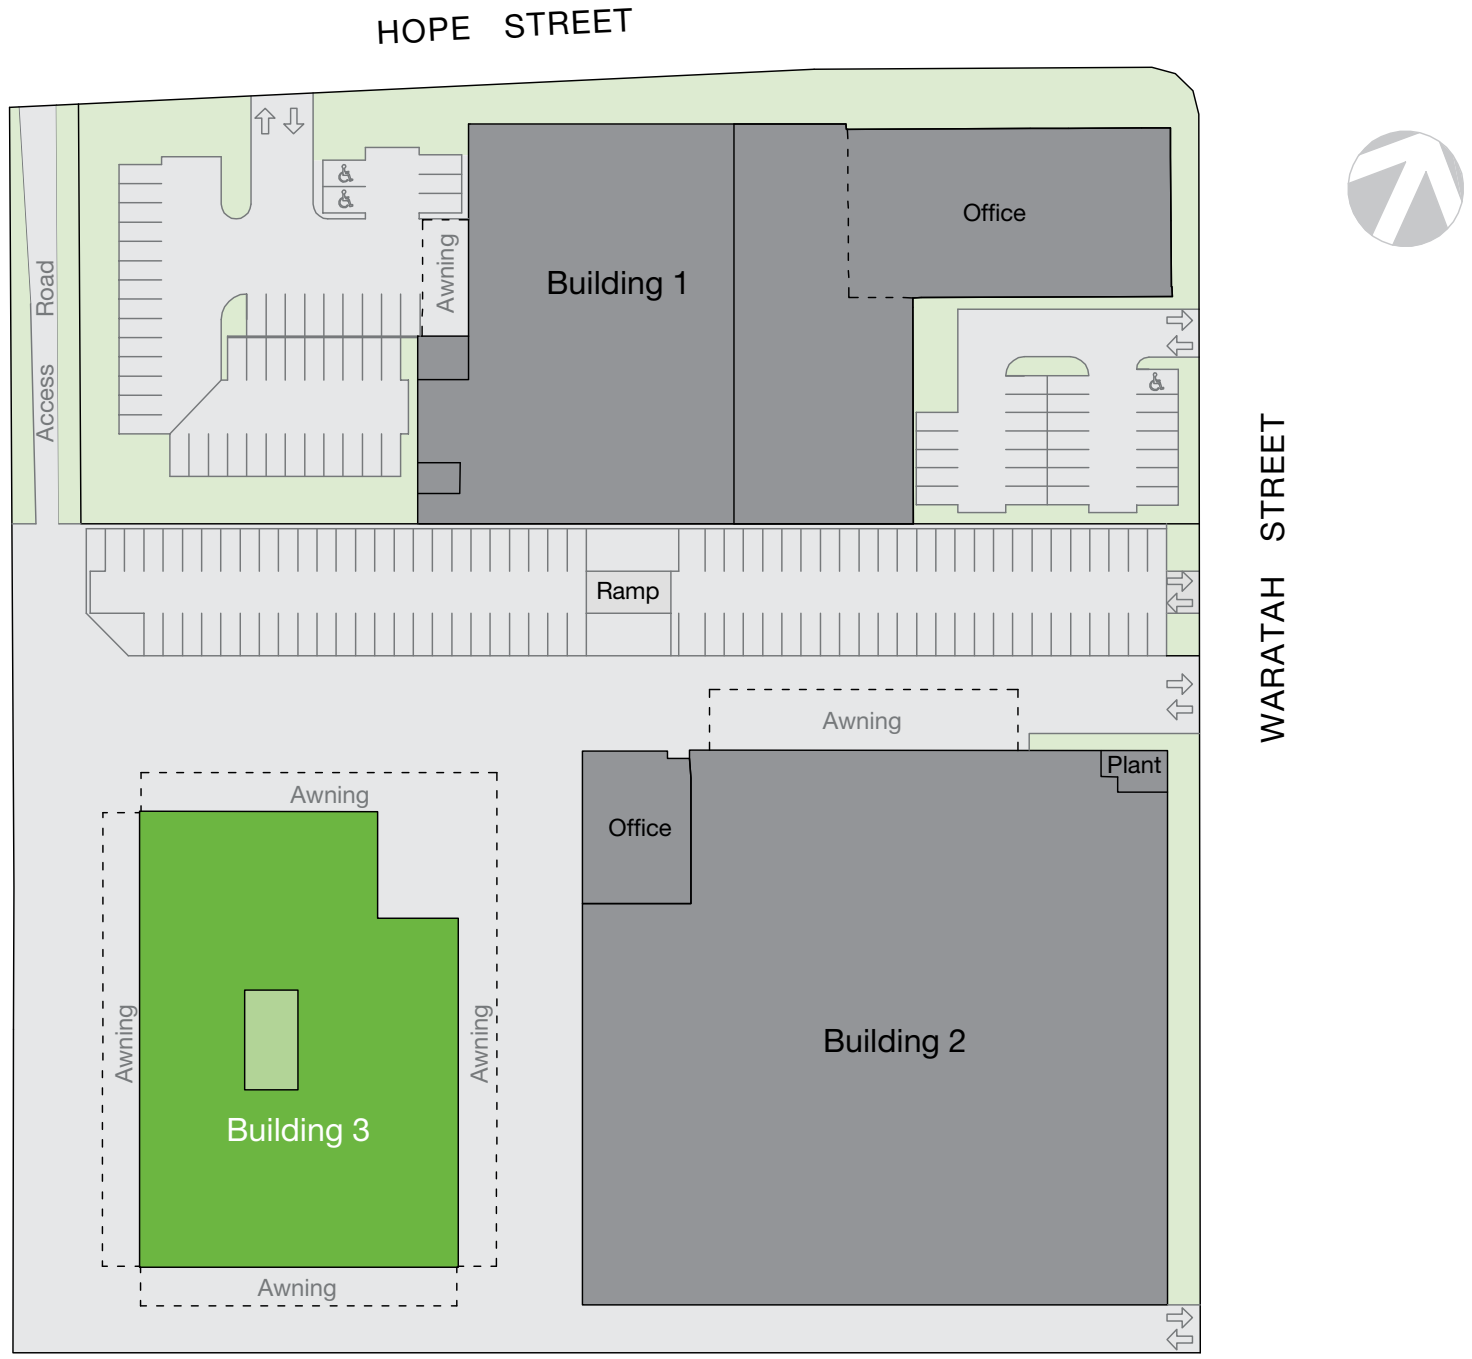 HOPE STREET
Office
Awning
Building 1
Access Road
WARATAH STREET
Ramp
Awning
Plant
Awning
Office
Awning
Awning
Building 2
Building 3
Awning